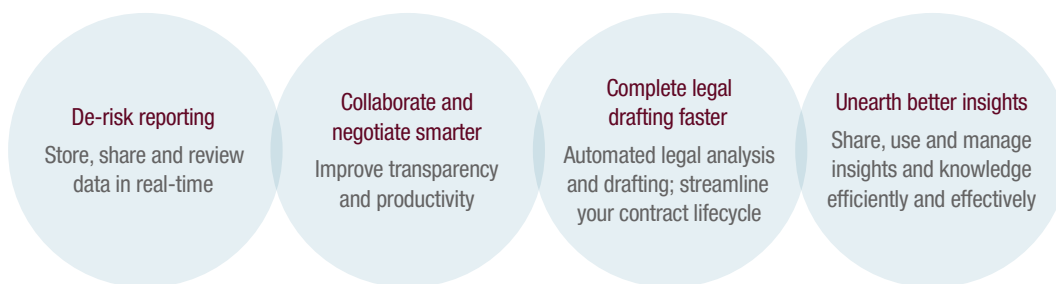 De-risk reporting
Store, share and review
data in real-time
Collaborate and
negotiate smarter
Improve transparency
and productivity
Complete legal
drafting faster
Automated legal analysis
and drafting; streamline
your contract lifecycle
Unearth better insights
Share, use and manage
insights and knowledge
efficiently and effectively